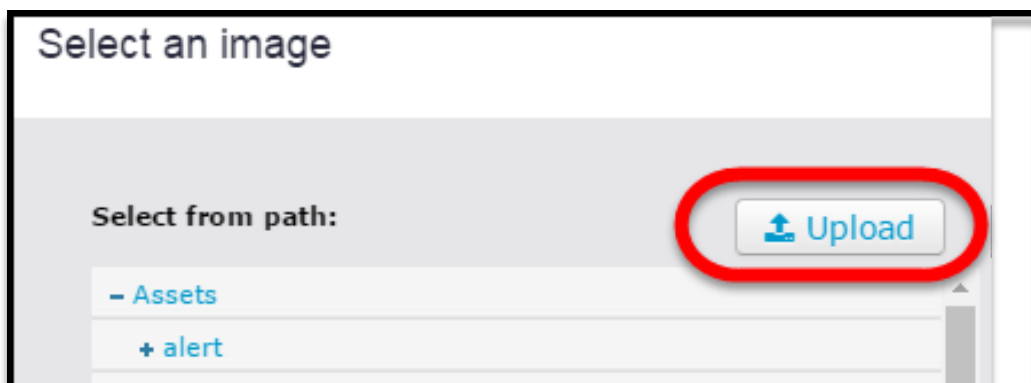 Select an image
Select from path:
Upload
– Assets
+ alert